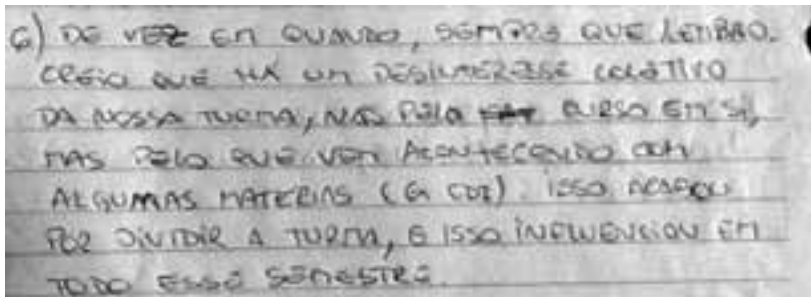 6) DE VEZ EM QUANDO, SEMPRE QUE LEMBRO.
CREIO QUE HÁ UM DESINTERESSE COLETIVO
DA NOSSA TURMA, NÃO PELO CURSO EM SI,
MAS PELO QUE VEM ACONTECENDO COM
ALGUMAS MATÉRIAS (G CDI). ISSO ACABOU
POR DIVIDIR A TURMA, E ISSO INFLUENCIOU EM
TODO ESSE SEMESTRE.